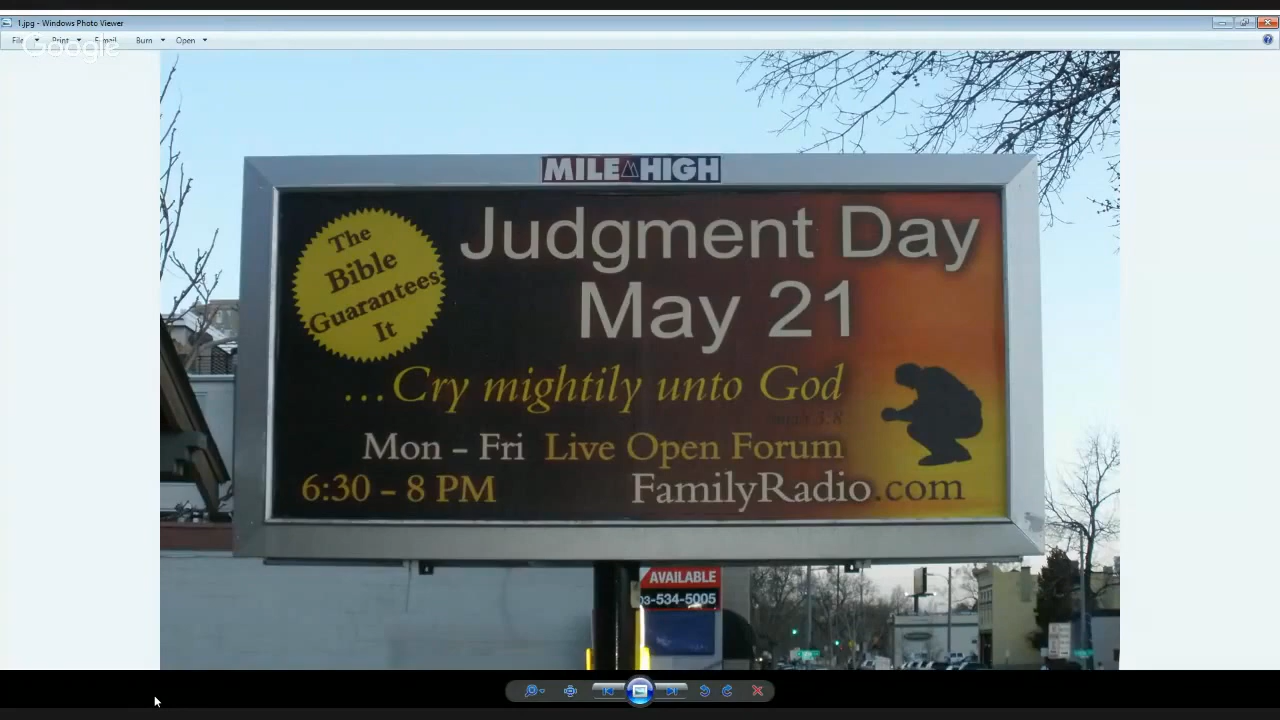 1.jpg - Windows Photo Viewer
File Print E-mail Burn Open
Google
MILE HIGH
The
Bible
Guarantees
It
Judgment Day
May 21
...Cry mightily unto God
Mon – Fri Live Open Forum
6:30 – 8 PM FamilyRadio.com
AVAILABLE
03-534-5005